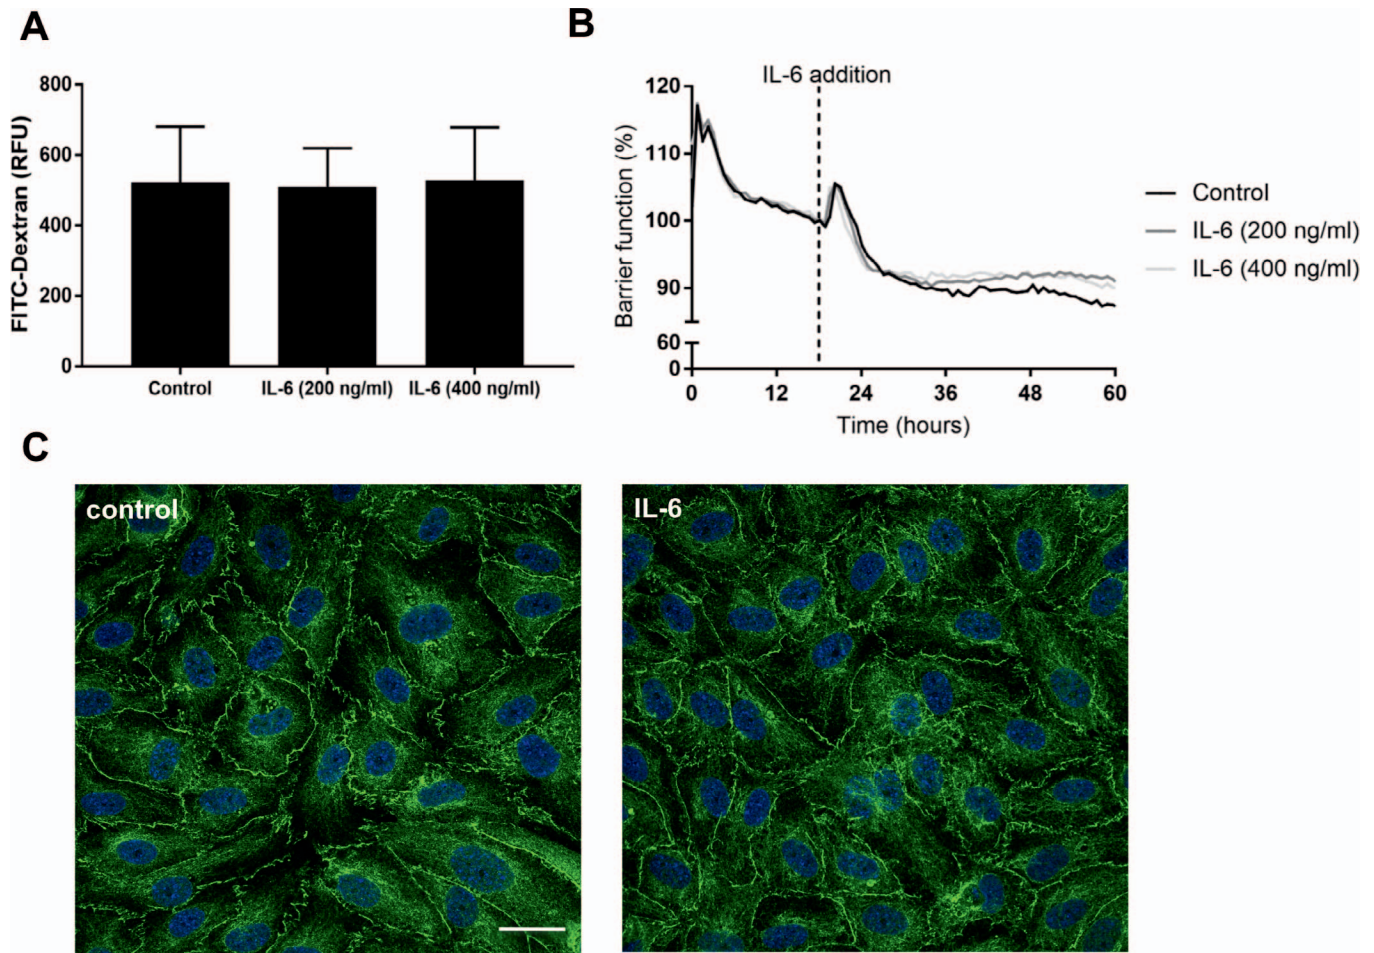 A
FITC-Dextran (RFU)
800
600
400
200
0
Control
IL-6 (200 ng/ml)
IL-6 (400 ng/ml)
B
IL-6 addition
Barrier function (%)
120
110
100
90
60
0
0
12
24
36
48
60
Time (hours)
Control
IL-6 (200 ng/ml)
IL-6 (400 ng/ml)
C
control
IL-6